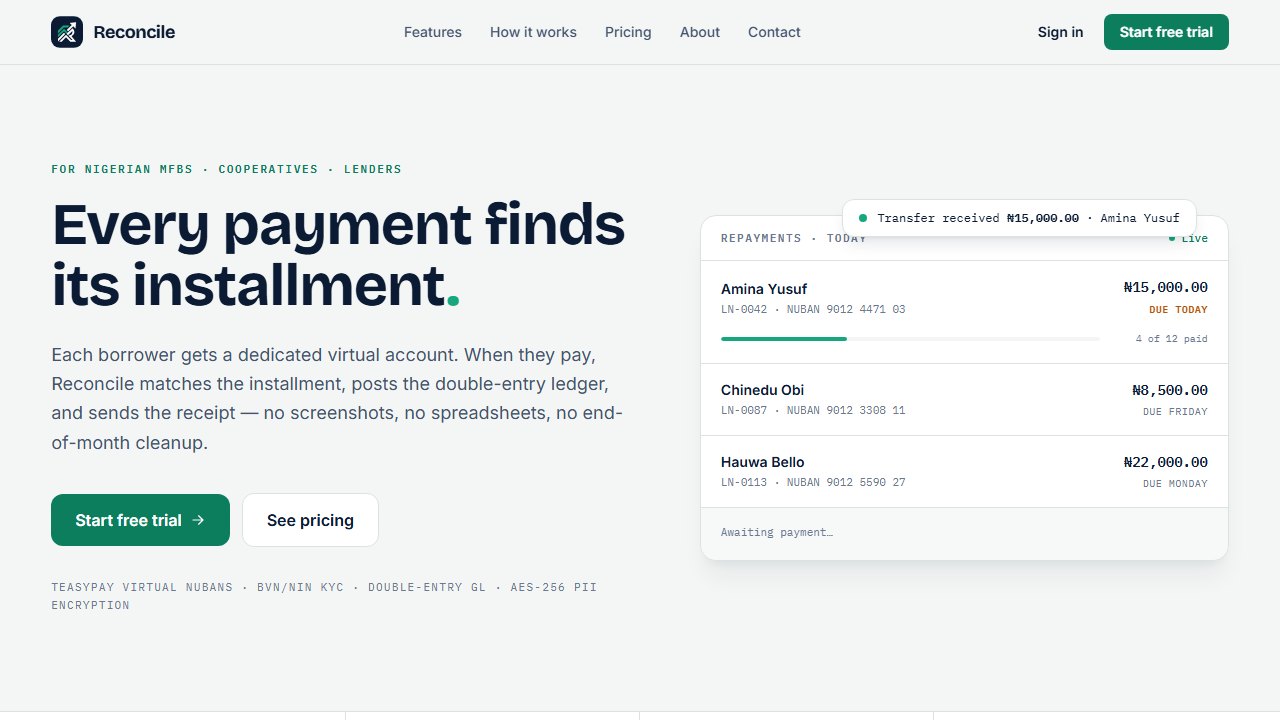 Reconcile
Features
How it works
Pricing
About
Contact
Sign in
Start free trial
FOR NIGERIAN MFBS · COOPERATIVES · LENDERS
Every payment finds
its installment.
Each borrower gets a dedicated virtual account. When they pay,
Reconcile matches the installment, posts the double-entry ledger,
and sends the receipt — no screenshots, no spreadsheets, no end-
of-month cleanup.
Start free trial →
See pricing
TEASYPAY VIRTUAL NUBANS · BVN/NIN KYC · DOUBLE-ENTRY GL · AES-256 PII
ENCRYPTION
Transfer received ₦15,000.00 · Amina Yusuf
REPAYMENTS · TODAY
Live
Amina Yusuf
₦15,000.00
LN-0042 · NUBAN 9012 4471 03
DUE TODAY
4 of 12 paid
Chinedu Obi
₦8,500.00
LN-0087 · NUBAN 9012 3308 11
DUE FRIDAY
Hauwa Bello
₦22,000.00
LN-0113 · NUBAN 9012 5590 27
DUE MONDAY
Awaiting payment…